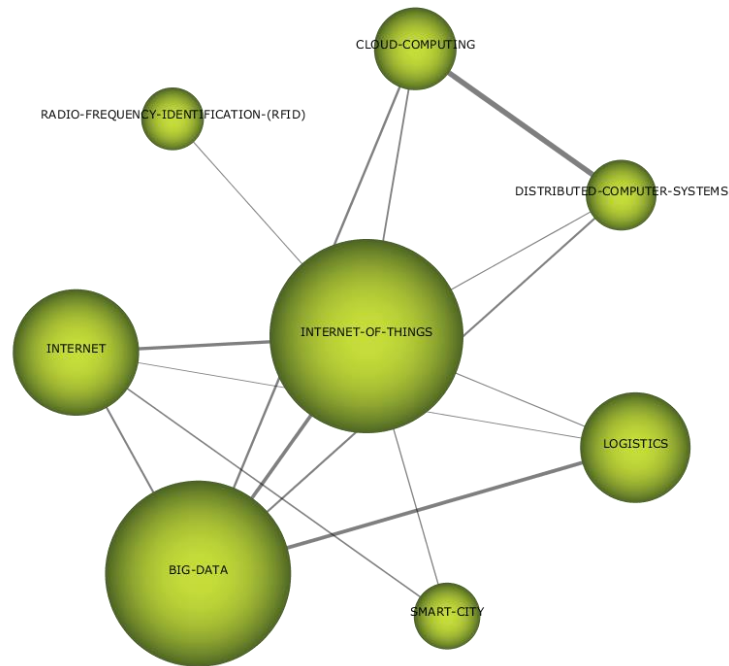 CLOUD-COMPUTING
RADIO-FREQUENCY-IDENTIFICATION-(RFID)
DISTRIBUTED-COMPUTER-SYSTEMS
INTERNET-OF-THINGS
INTERNET
LOGISTICS
BIG-DATA
SMART-CITY